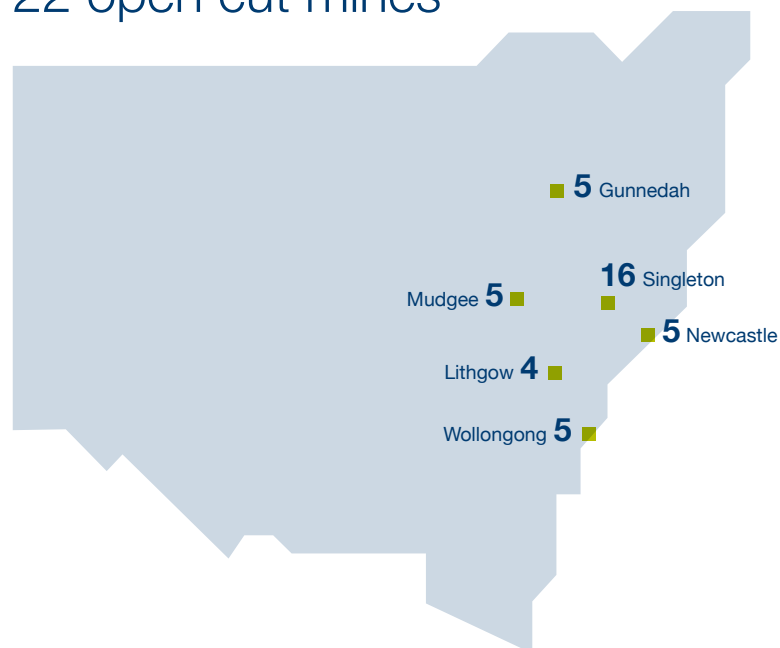 22 open cut mines
5 Gunnedah
16 Singleton
Mudgee 5
5 Newcastle
Lithgow 4
Wollongong 5